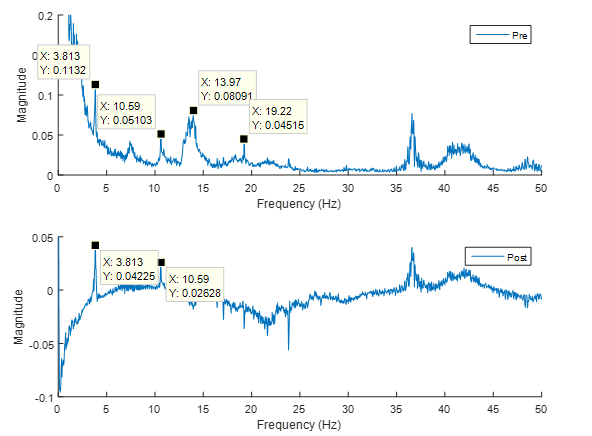 0.2
Pre
X: 3.813
Y: 0.1132
X: 13.97
Y: 0.08091
0.1
X: 10.59
Y: 0.05103
X: 19.22
Y: 0.04515
0.05
0
Magnitude
0 5 10 15 20 25 30 35 40 45 50
Frequency (Hz)
0.05
Post
X: 3.813
Y: 0.04225
X: 10.59
Y: 0.02628
0
-0.05
-0.1
Magnitude
0 5 10 15 20 25 30 35 40 45 50
Frequency (Hz)